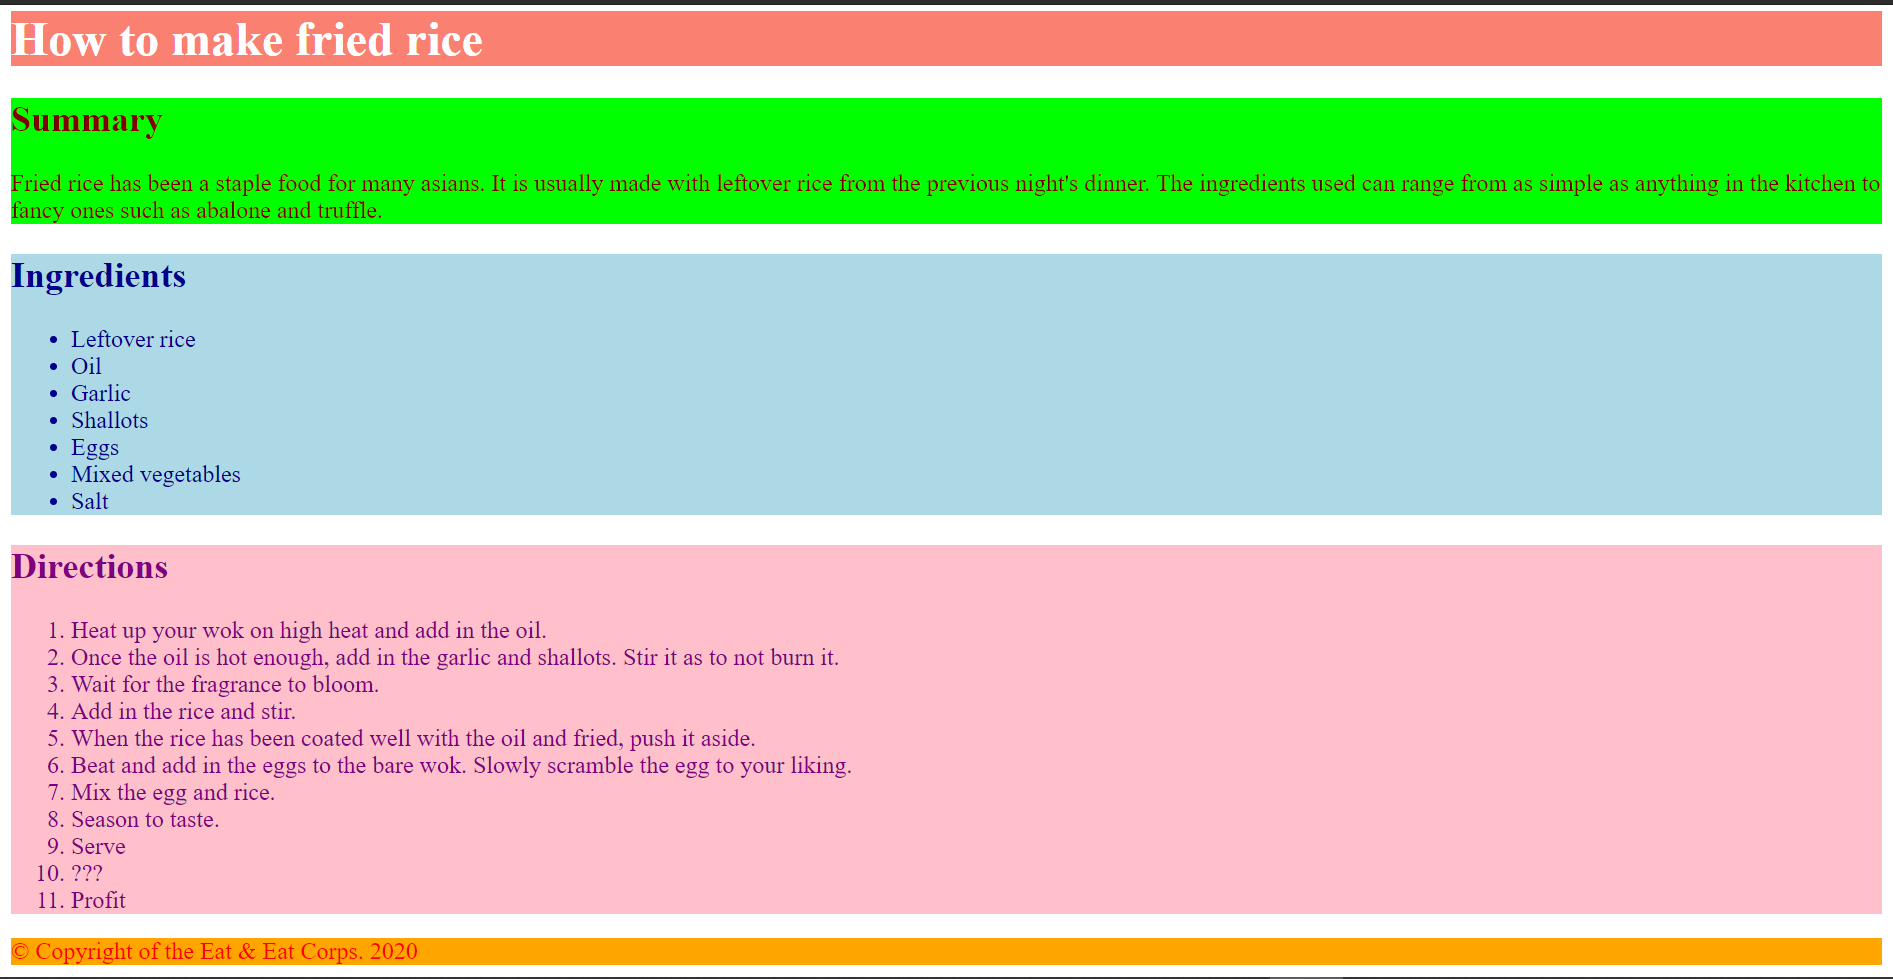 How to make fried rice
Summary
Fried rice has been a staple food for many asians. It is usually made with leftover rice from the previous night's dinner. The ingredients used can range from as simple as anything in the kitchen to
fancy ones such as abalone and truffle.
Ingredients
• Leftover rice
• Oil
• Garlic
• Shallots
• Eggs
• Mixed vegetables
• Salt
Directions
1. Heat up your wok on high heat and add in the oil.
2. Once the oil is hot enough, add in the garlic and shallots. Stir it as to not burn it.
3. Wait for the fragrance to bloom.
4. Add in the rice and stir.
5. When the rice has been coated well with the oil and fried, push it aside.
6. Beat and add in the eggs to the bare wok. Slowly scramble the egg to your liking.
7. Mix the egg and rice.
8. Season to taste.
9. Serve
10. ???
11. Profit
© Copyright of the Eat & Eat Corps. 2020